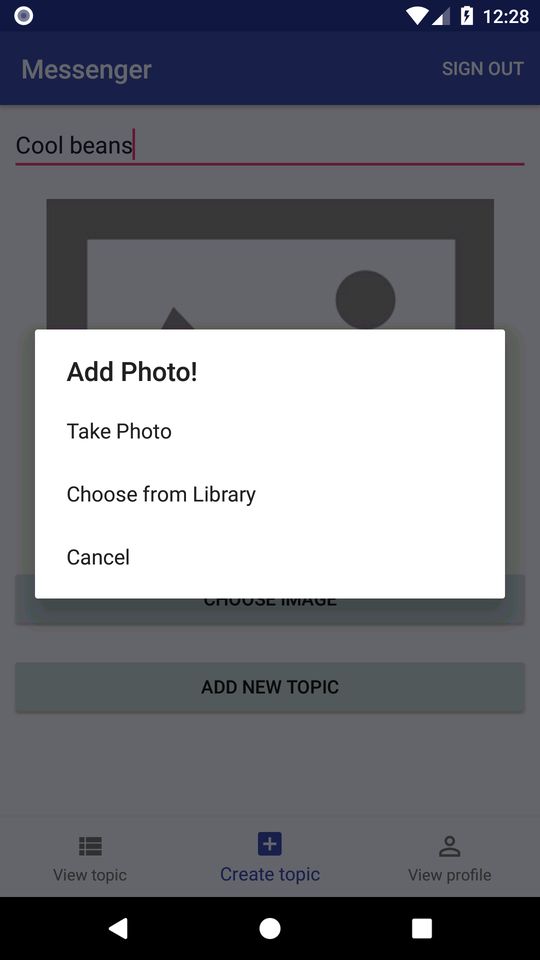 12:28
Messenger
SIGN OUT
Cool beans
Add Photo!
Take Photo
Choose from Library
Cancel
CHOOSE IMAGE
ADD NEW TOPIC
View topic
Create topic
View profile